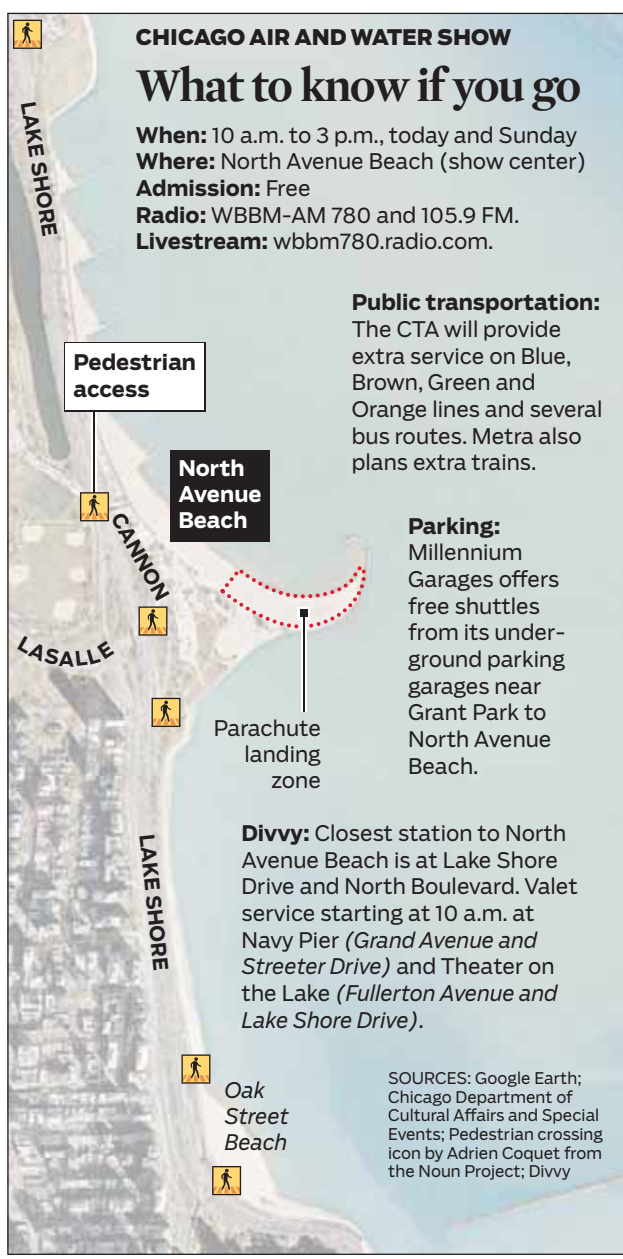 CHICAGO AIR AND WATER SHOW
What to know if you go
When: 10 a.m. to 3 p.m., today and Sunday
Where: North Avenue Beach (show center)
Admission: Free
Radio: WBBM-AM 780 and 105.9 FM.
Livestream: wbbm780.radio.com.
LAKE SHORE
Public transportation:
The CTA will provide
extra service on Blue,
Brown, Green and
Orange lines and several
bus routes. Metra also
plans extra trains.
Pedestrian
access
North
Avenue
Beach
CANNON
LASALLE
Parking:
Millennium
Garages offers
free shuttles
from its under-
ground parking
garages near
Grant Park to
North Avenue
Beach.
Parachute
landing
zone
LAKE SHORE
Divvy: Closest station to North
Avenue Beach is at Lake Shore
Drive and North Boulevard. Valet
service starting at 10 a.m. at
Navy Pier (Grand Avenue and
Streeter Drive) and Theater on
the Lake (Fullerton Avenue and
Lake Shore Drive).
Oak
Street
Beach
SOURCES: Google Earth;
Chicago Department of
Cultural Affairs and Special
Events; Pedestrian crossing
icon by Adrien Coquet from
the Noun Project; Divvy